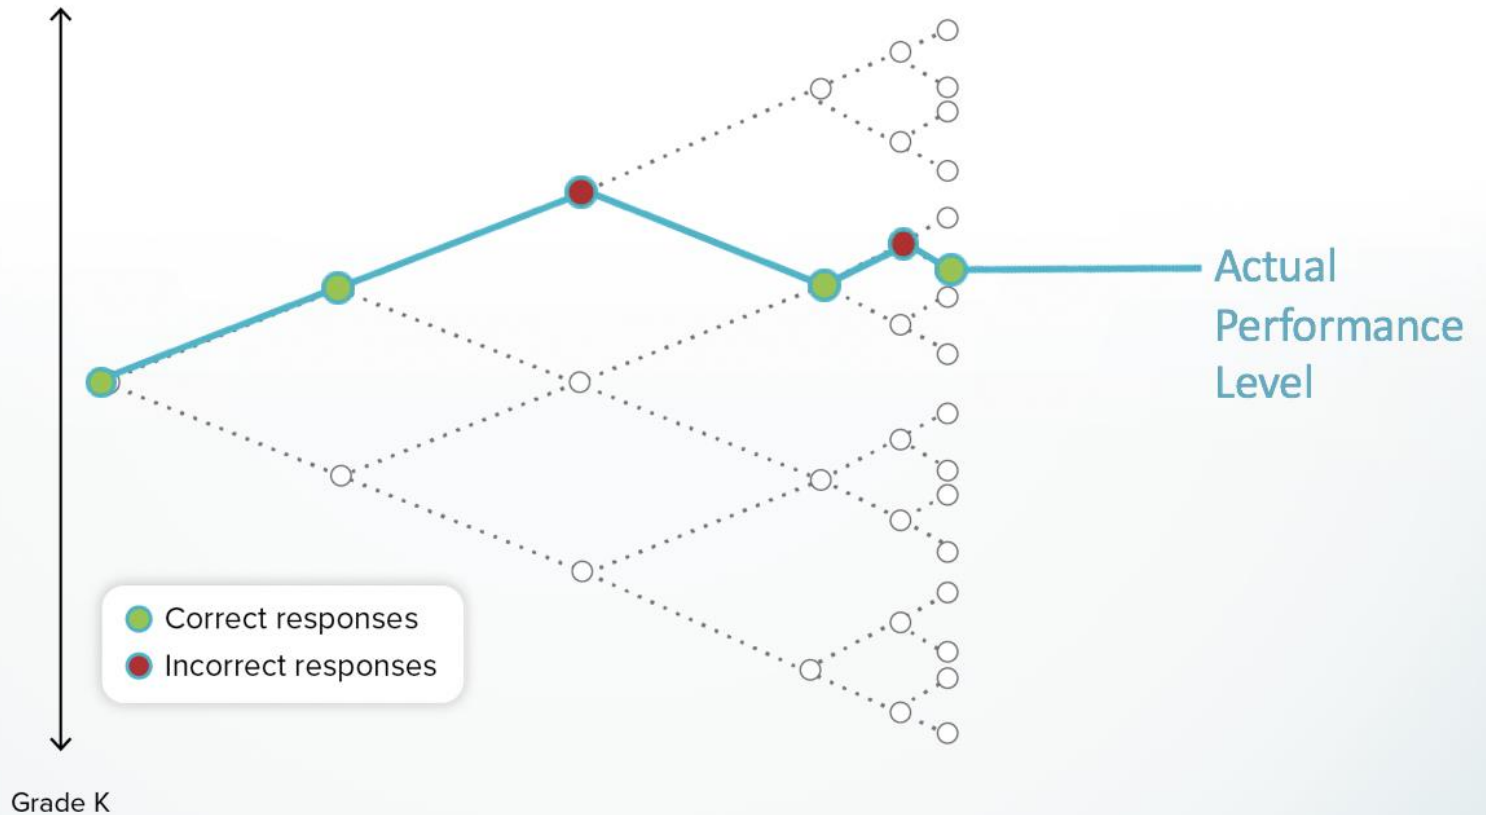 Actual
Performance
Level
Correct responses
Incorrect responses
Grade K